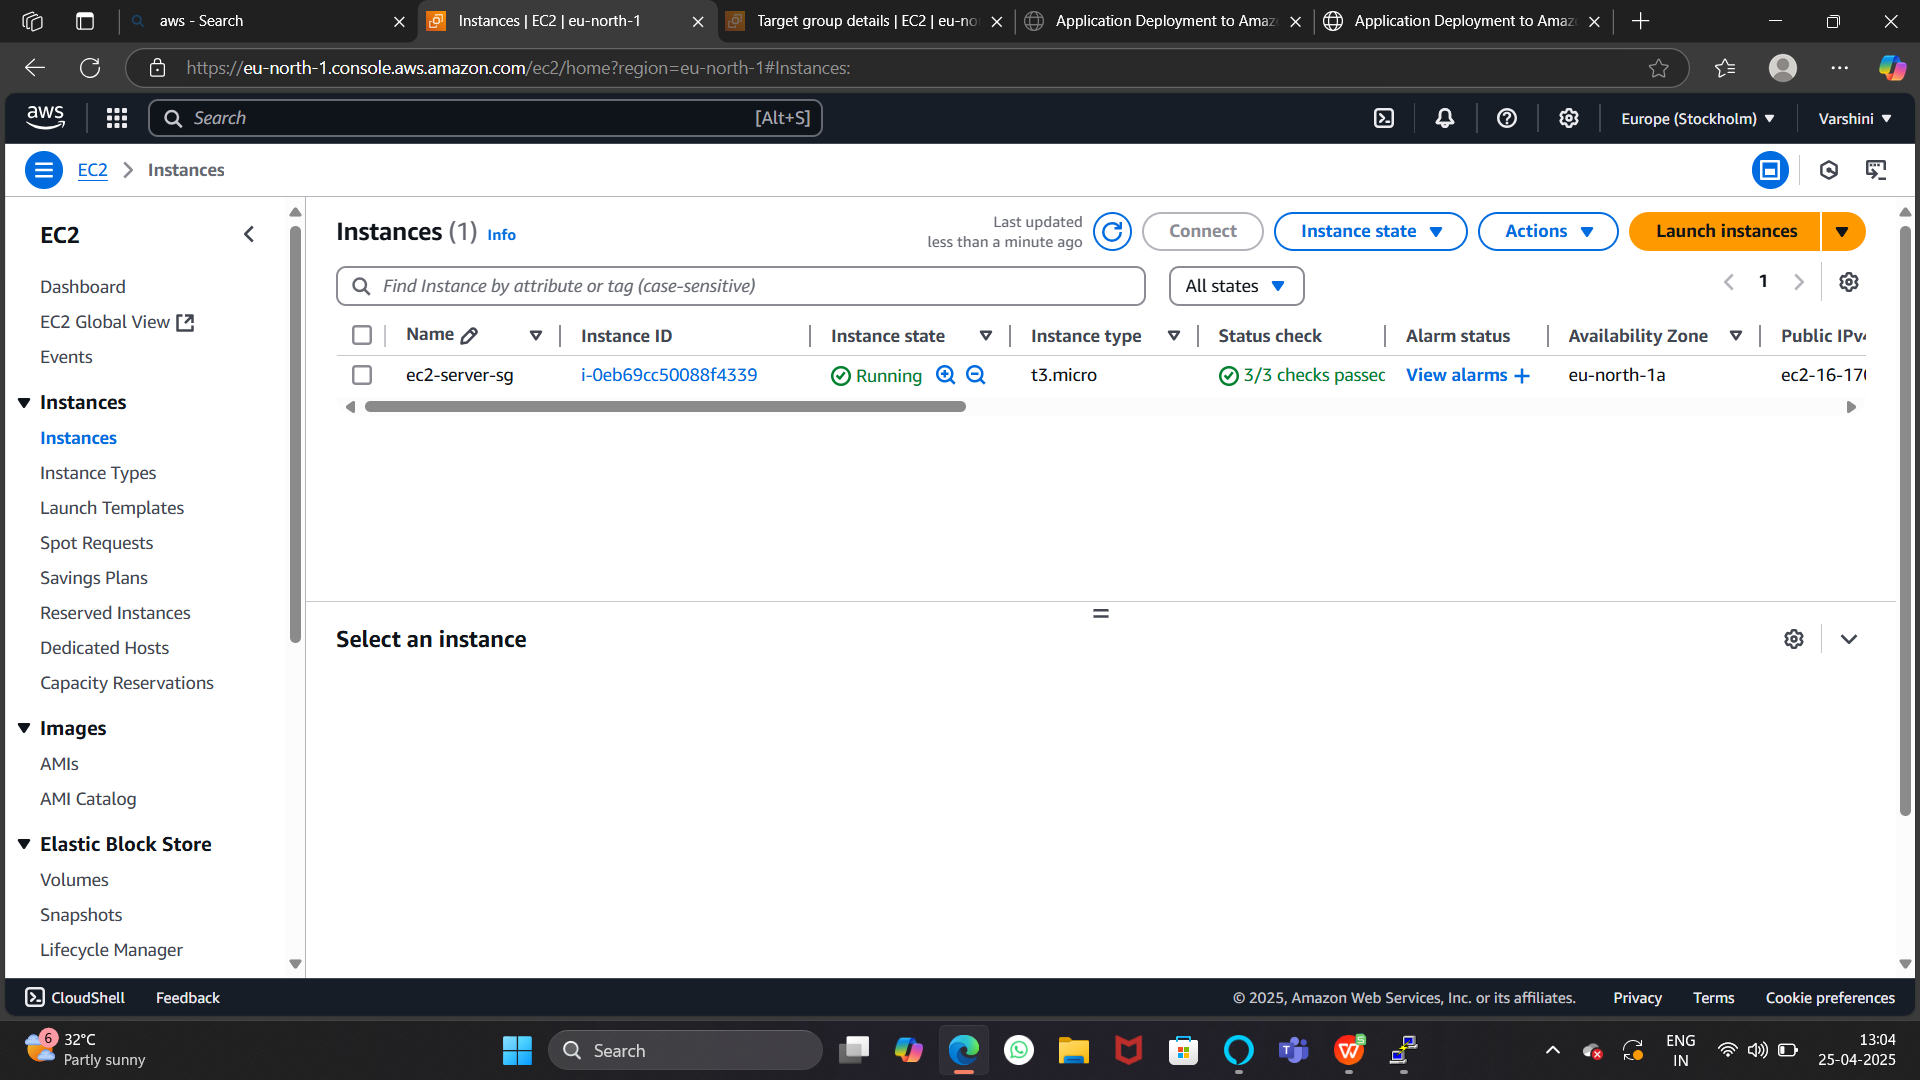 aws - Search
Instances | EC2 | eu-north-1
Target group details | EC2 | eu-no
Application Deployment to Amaz
Application Deployment to Amaz
https://eu-north-1.console.aws.amazon.com/ec2/home?region=eu-north-1#Instances:
aws
Search
[Alt+S]
Europe (Stockholm)
Varshini
EC2
Instances
EC2
Dashboard
EC2 Global View
Events
Instances
Instances
Instance Types
Launch Templates
Spot Requests
Savings Plans
Reserved Instances
Dedicated Hosts
Capacity Reservations
Images
AMIs
AMI Catalog
Elastic Block Store
Volumes
Snapshots
Lifecycle Manager
Instances (1) Info
Last updated
less than a minute ago
Connect
Instance state
Actions
Launch instances
Find Instance by attribute or tag (case-sensitive)
All states
1
Name Instance ID Instance state Instance type Status check Alarm status Availability Zone Public IPv4
ec2-server-sg i-0eb69cc50088f4339 Running t3.micro 3/3 checks passed View alarms + eu-north-1a ec2-16-170
Select an instance
CloudShell
Feedback
© 2025, Amazon Web Services, Inc. or its affiliates.
Privacy
Terms
Cookie preferences
6
32°C
Partly sunny
Search
ENG
IN
13:04
25-04-2025